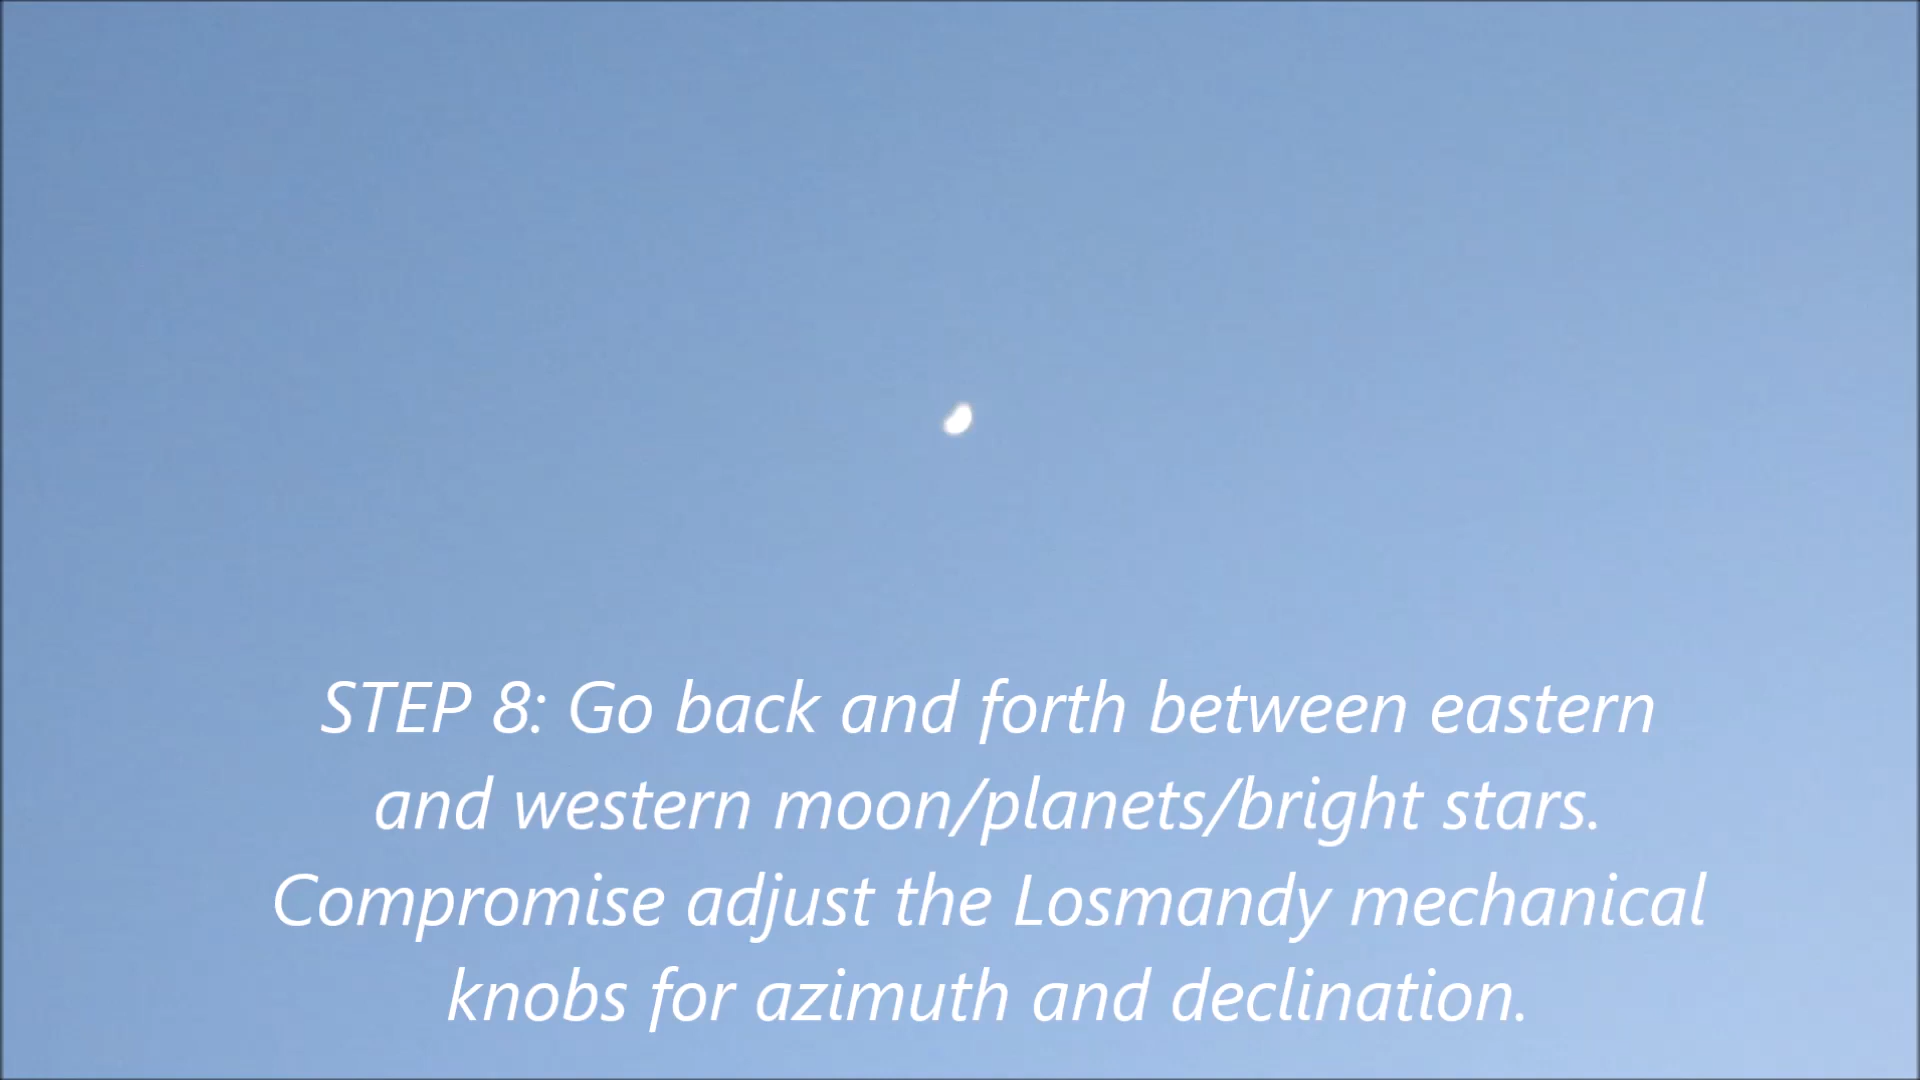 STEP 8: Go back and forth between eastern
and western moon/planets/bright stars.
Compromise adjust the Losmandy mechanical
knobs for azimuth and declination.